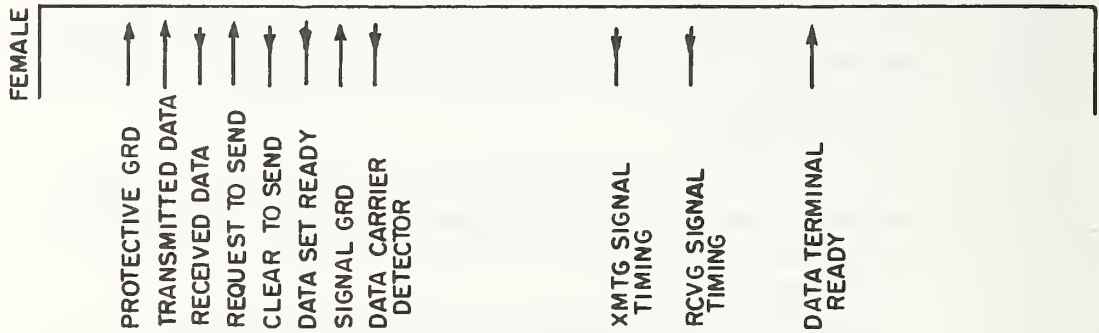 FEMALE
PROTECTIVE GRD
TRANSMITTED DATA
RECEIVED DATA
REQUEST TO SEND
CLEAR TO SEND
DATA SET READY
SIGNAL GRD
DATA CARRIER
DETECTOR
XMTG SIGNAL
TIMING
RCVG SIGNAL
TIMING
DATA TERMINAL
READY